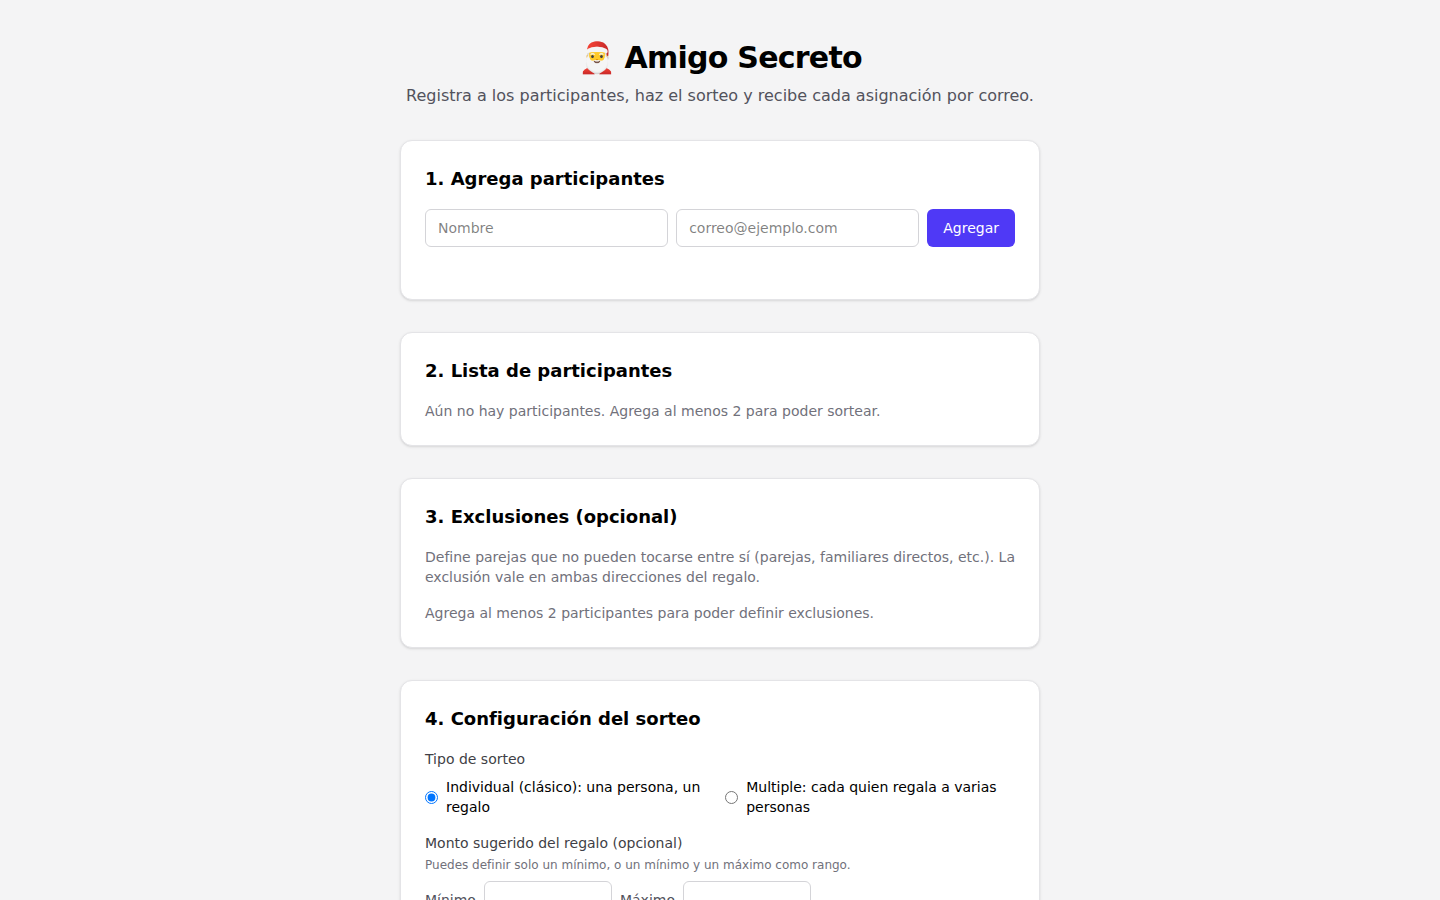 Amigo Secreto
Registra a los participantes, haz el sorteo y recibe cada asignación por correo.
1. Agrega participantes
Nombre
correo@ejemplo.com
Agregar
2. Lista de participantes
Aún no hay participantes. Agrega al menos 2 para poder sortear.
3. Exclusiones (opcional)
Define parejas que no pueden tocarse entre sí (parejas, familiares directos, etc.). La
exclusión vale en ambas direcciones del regalo.
Agrega al menos 2 participantes para poder definir exclusiones.
4. Configuración del sorteo
Tipo de sorteo
Individual (clásico): una persona, un
regalo
Multiple: cada quien regala a varias
personas
Monto sugerido del regalo (opcional)
Puedes definir solo un mínimo, o un mínimo y un máximo como rango.
Mínimo
Máximo